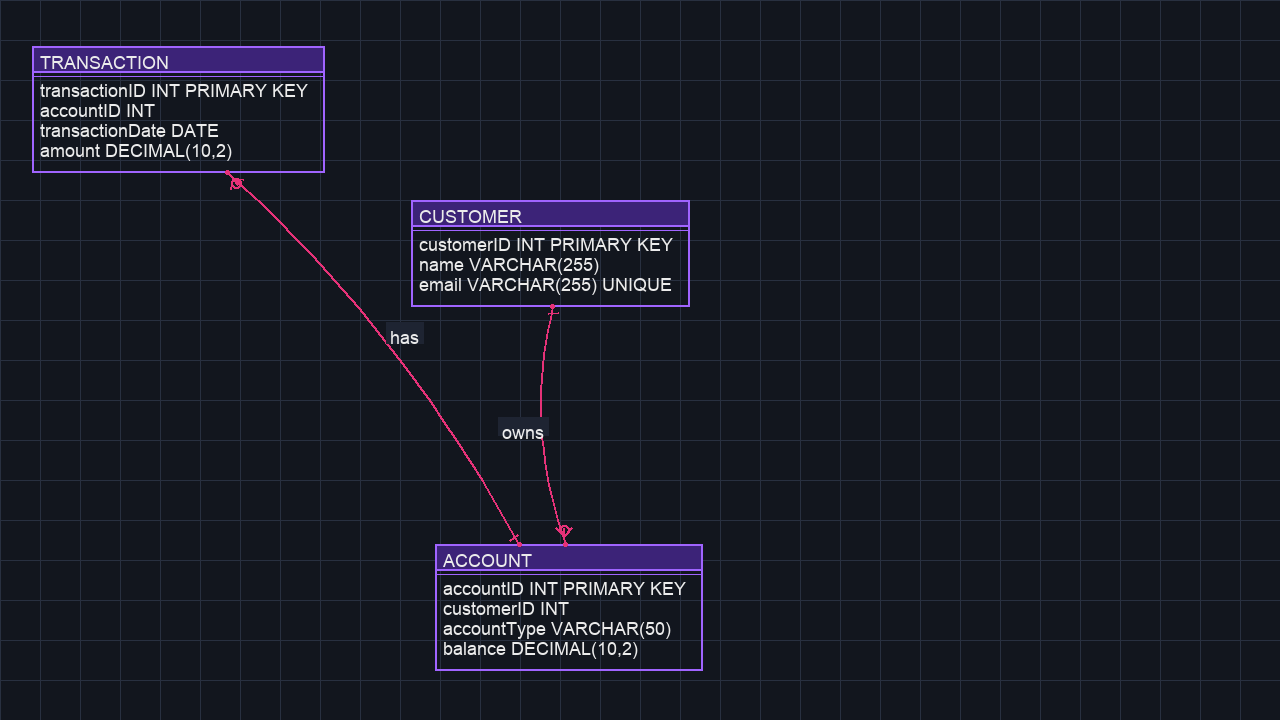 TRANSACTION
transactionID INT PRIMARY KEY
accountID INT
transactionDate DATE
amount DECIMAL(10,2)
CUSTOMER
customerID INT PRIMARY KEY
name VARCHAR(255)
email VARCHAR(255) UNIQUE
has
owns
ACCOUNT
accountID INT PRIMARY KEY
customerID INT
accountType VARCHAR(50)
balance DECIMAL(10,2)